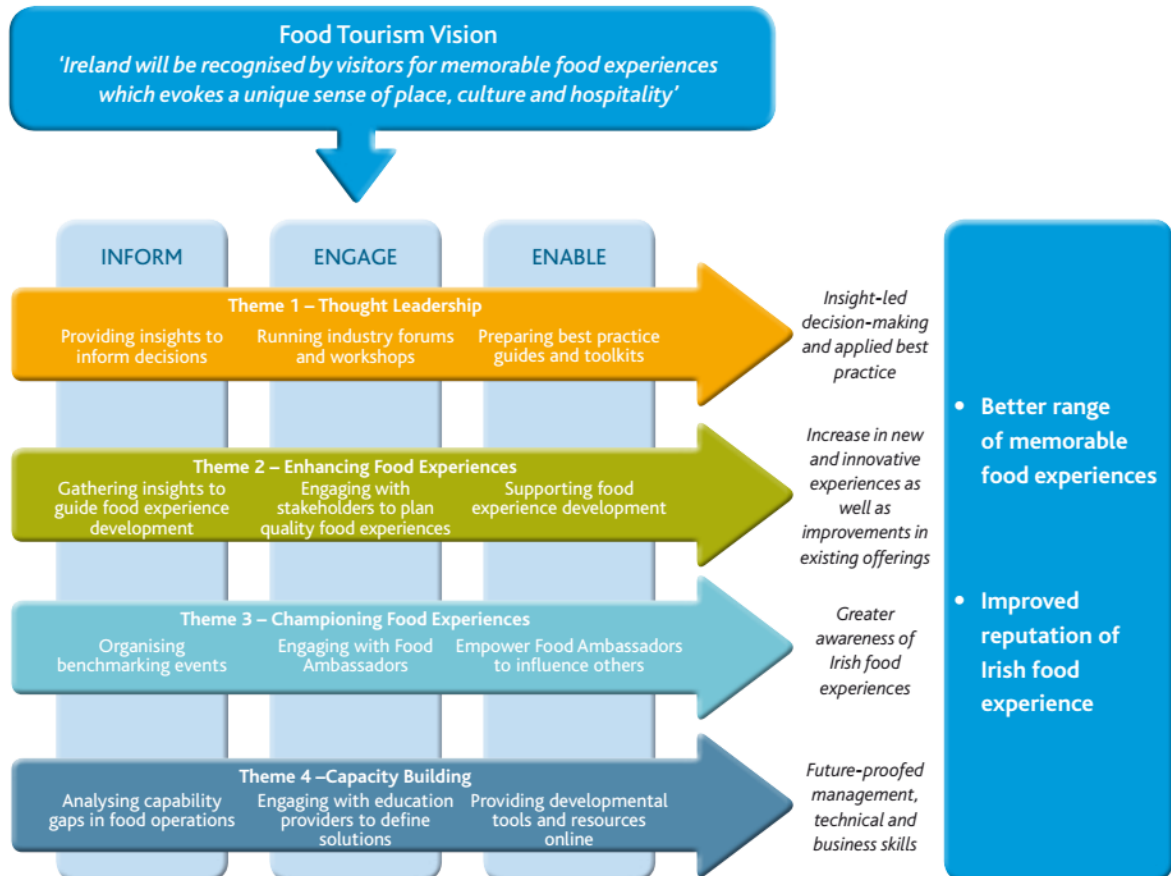 Food Tourism Vision
'Ireland will be recognised by visitors for memorable food experiences
which evokes a unique sense of place, culture and hospitality'
INFORM
ENGAGE
ENABLE
Theme 1 – Thought Leadership
Providing insights to
inform decisions
Running industry forums
and workshops
Preparing best practice
guides and toolkits
Insight-led
decision-making
and applied best
practice
Theme 2 – Enhancing Food Experiences
Gathering insights to
guide food experience
development
Engaging with
stakeholders to plan
quality food experiences
Supporting food
experience development
Increase in new
and innovative
experiences as
well as
improvements in
existing offerings
Theme 3 – Championing Food Experiences
Organising
benchmarking events
Engaging with Food
Ambassadors
Empower Food Ambassadors
to influence others
Greater
awareness of
Irish food
experiences
Theme 4 –Capacity Building
Analysing capability
gaps in food operations
Engaging with education
providers to define
solutions
Providing developmental
tools and resources
online
Future-proofed
management,
technical and
business skills
• Better range
of memorable
food experiences
• Improved
reputation of
Irish food
experience